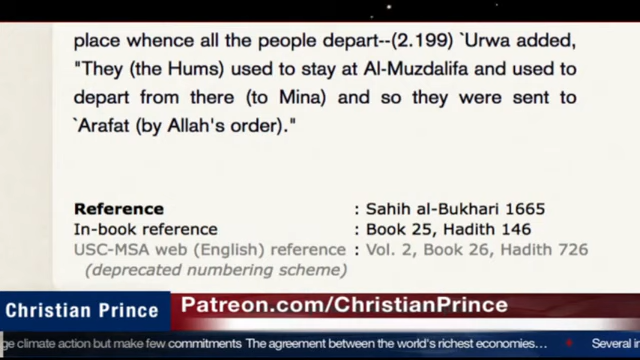 place whence all the people depart--(2.199) `Urwa added,
"They (the Hums) used to stay at Al-Muzdalifa and used to
depart from there (to Mina) and so they were sent to
`Arafat (by Allah's order)."
Reference : Sahih al-Bukhari 1665
In-book reference : Book 25, Hadith 146
USC-MSA web (English) reference : Vol. 2, Book 26, Hadith 726
(deprecated numbering scheme)
Christian Prince
Patreon.com/ChristianPrince
ge climate action but make few commitments The agreement between the world's richest economies... Several in